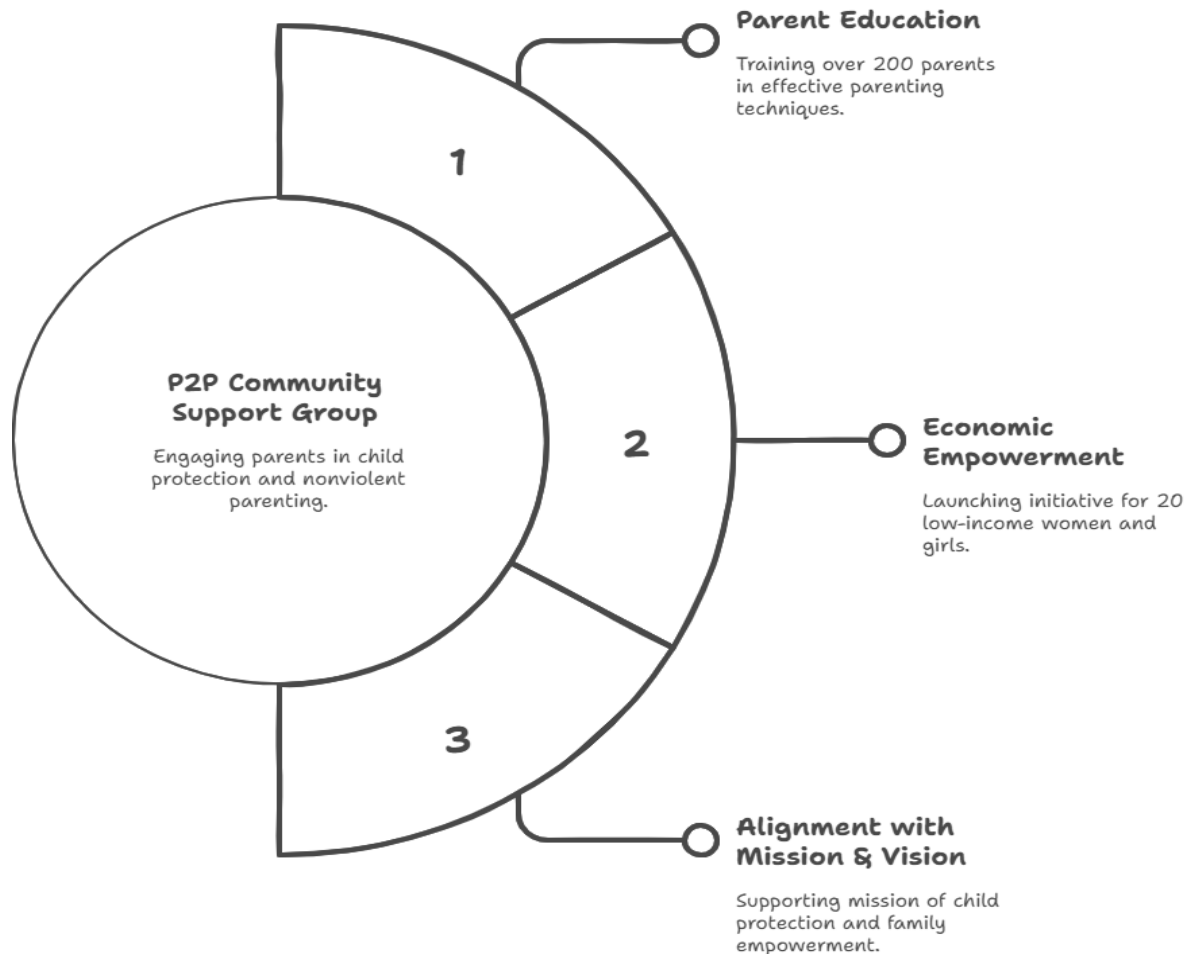 Parent Education
Training over 200 parents
in effective parenting
techniques.
1
P2P Community
Support Group
Engaging parents in child
protection and nonviolent
parenting.
2
Economic
Empowerment
Launching initiative for 20
low-income women and
girls.
3
Alignment with
Mission & Vision
Supporting mission of child
protection and family
empowerment.